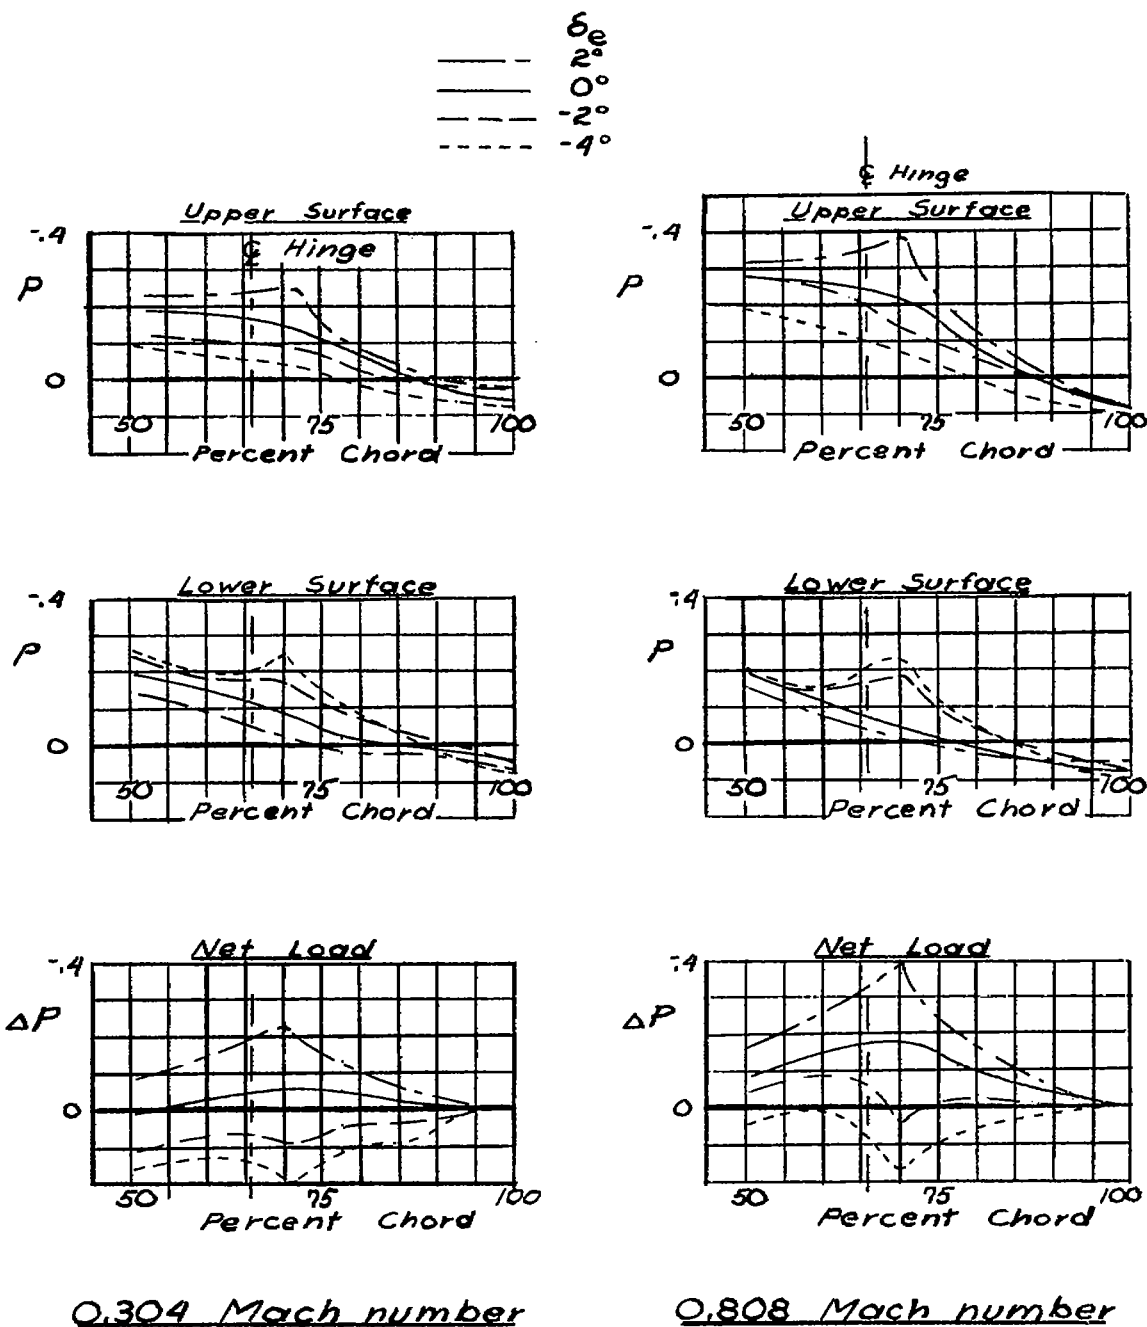 δe
2°
0°
-2°
-4°
Upper Surface
℄ Hinge
-.4
P
0
50 75 100
Percent Chord
℄ Hinge
Upper Surface
-.4
P
0
50 75 100
Percent Chord
Lower Surface
-.4
P
0
50 75 100
Percent Chord
Lower Surface
-.4
P
0
50 75 100
Percent Chord
Net Load
-.4
ΔP
0
50 75 100
Percent Chord
Net Load
-.4
ΔP
0
50 75 100
Percent Chord
0.304 Mach number
0.808 Mach number